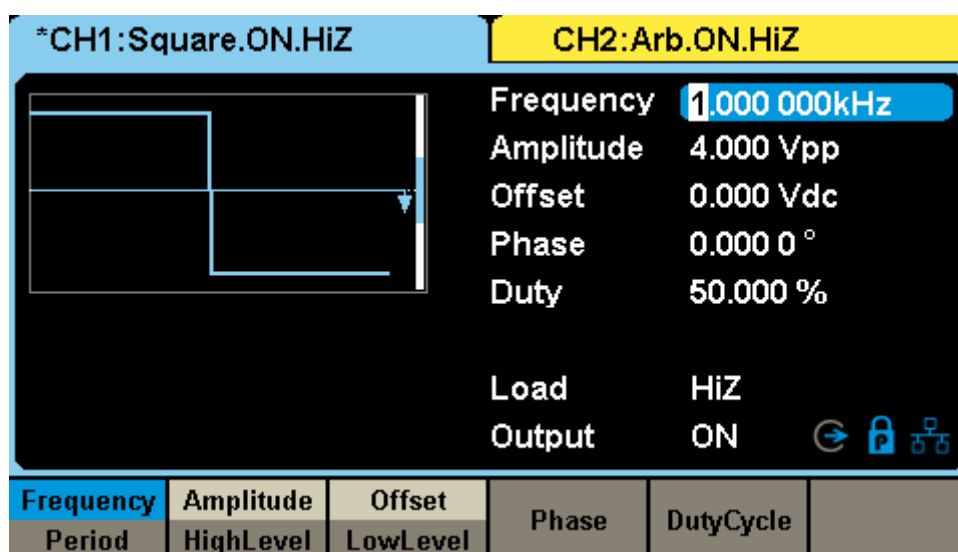 *CH1:Square.ON.HiZ
CH2:Arb.ON.HiZ
Frequency 1.000 000kHz
Amplitude 4.000 Vpp
Offset 0.000 Vdc
Phase 0.000 0 °
Duty 50.000 %
Load HiZ
Output ON
P
Frequency Amplitude Offset Phase DutyCycle
Period HighLevel LowLevel